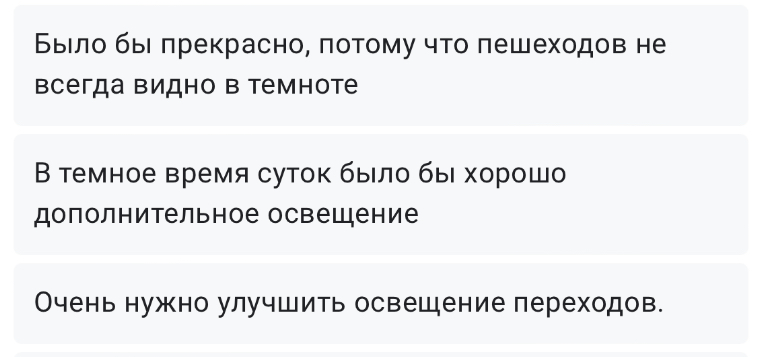 Было бы прекрасно, потому что пешеходов не
всегда видно в темноте
В темное время суток было бы хорошо
дополнительное освещение
Очень нужно улучшить освещение переходов.